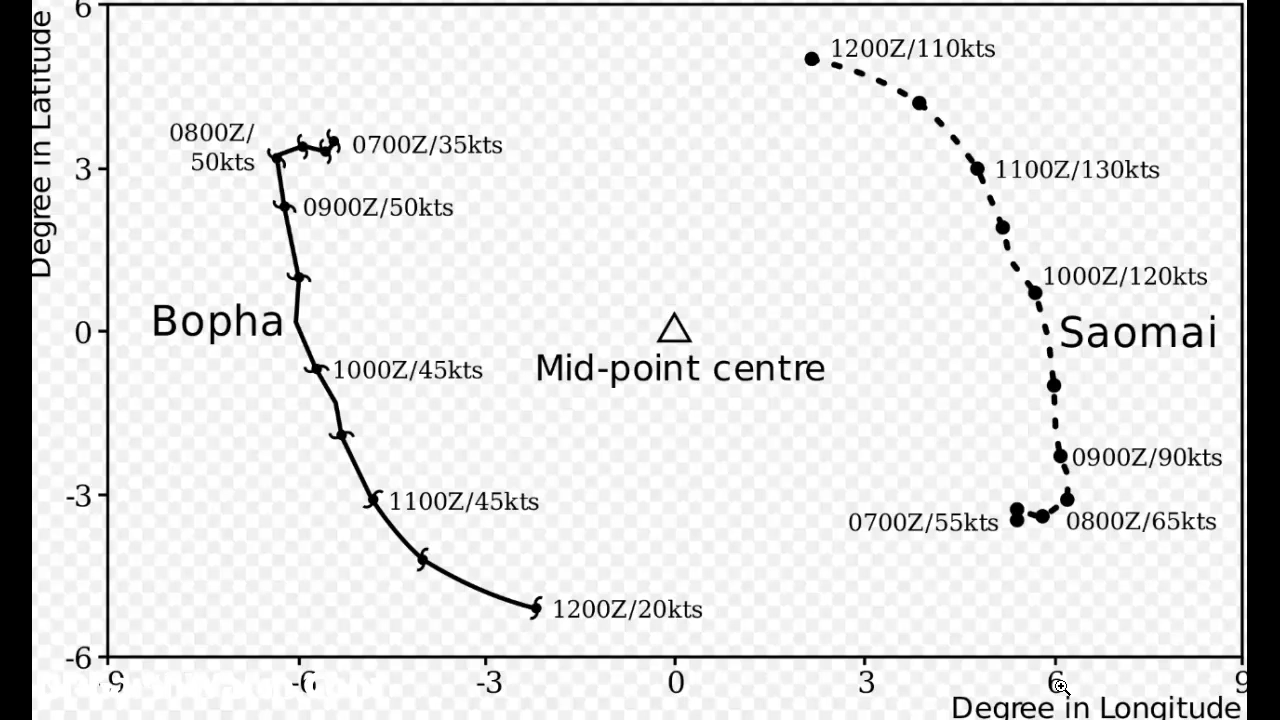 6
Degree in Latitude
1200Z/110kts
0800Z/
50kts
0700Z/35kts
3
1100Z/130kts
0900Z/50kts
1000Z/120kts
Bopha
0
Saomai
Mid-point centre
1000Z/45kts
0900Z/90kts
-3
1100Z/45kts
0700Z/55kts
0800Z/65kts
1200Z/20kts
-6
-9
-6
-3
0
3
6
9
Degree in Longitude